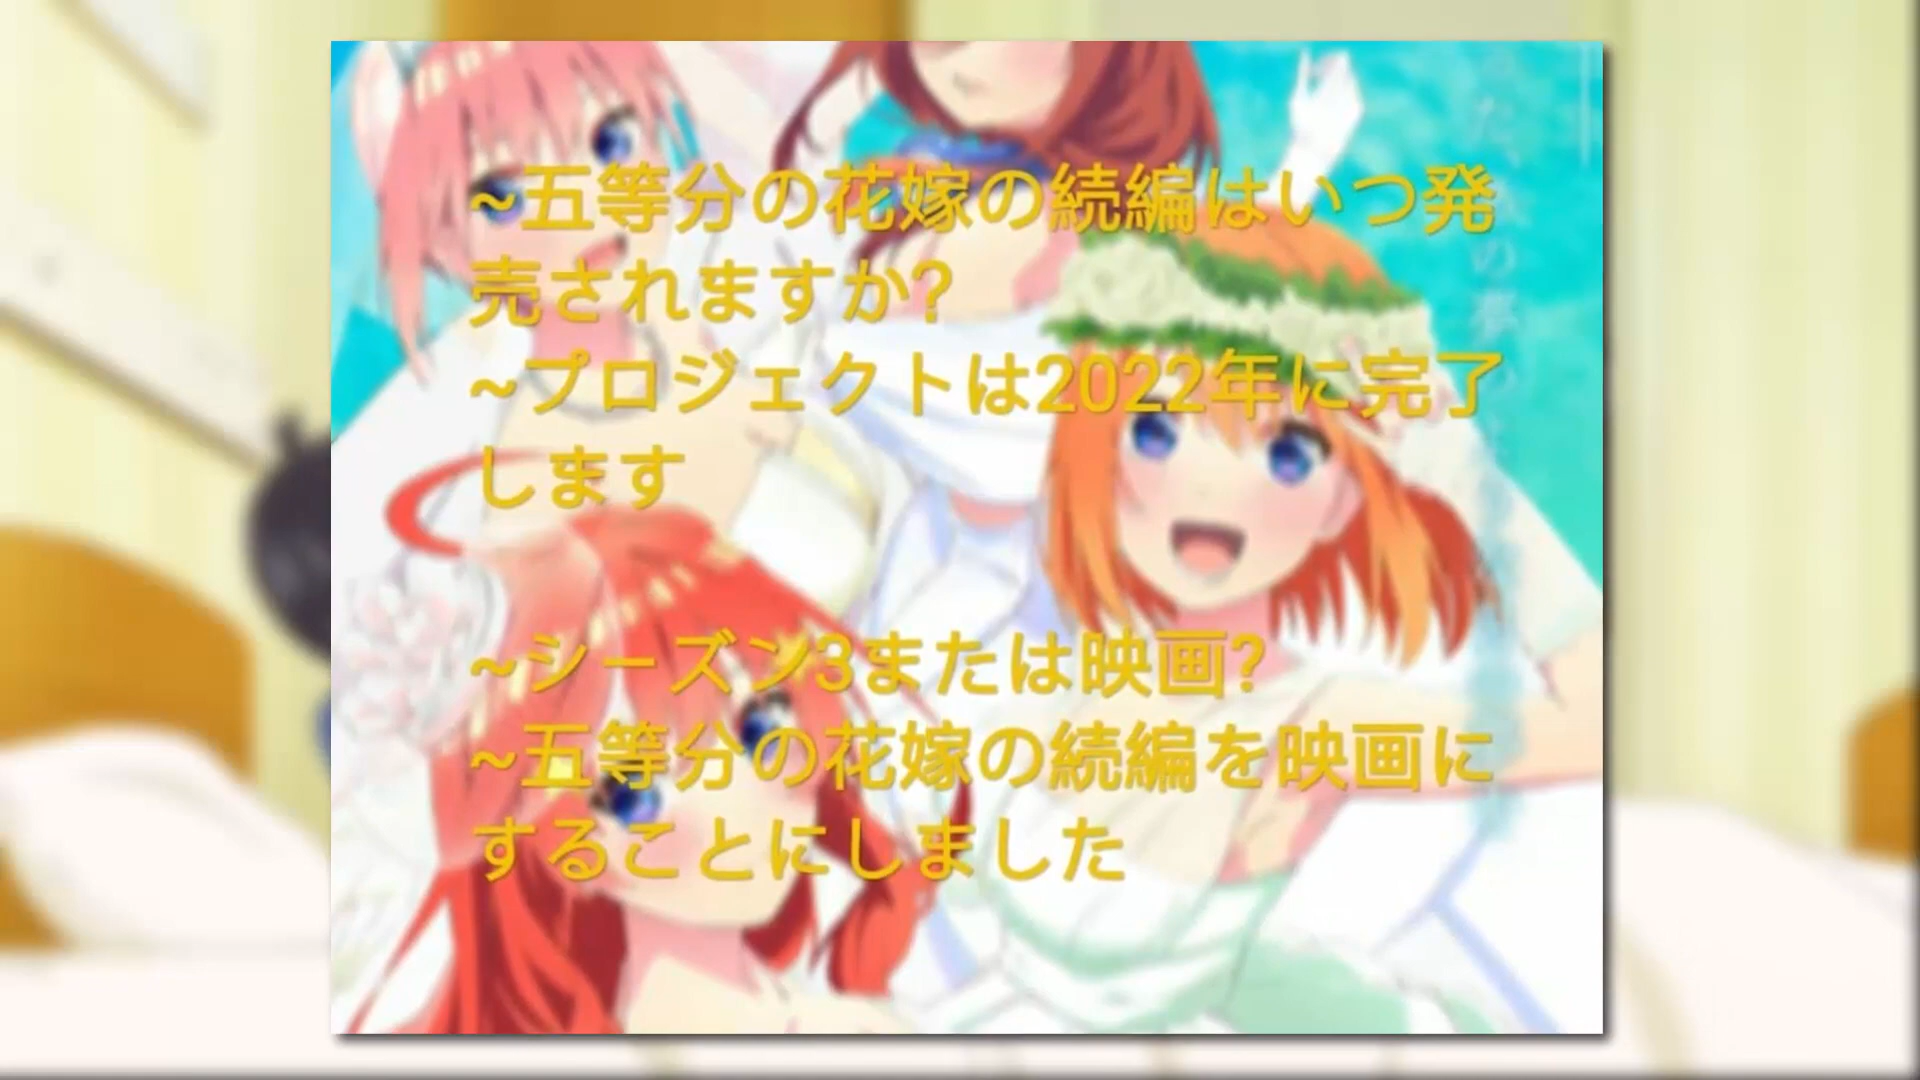 ~五等分の花嫁の続編はいつ発
売されますか?
~プロジェクトは2022年に完了
します
~シーズン3または映画?
~五等分の花嫁の続編を映画に
することにしました